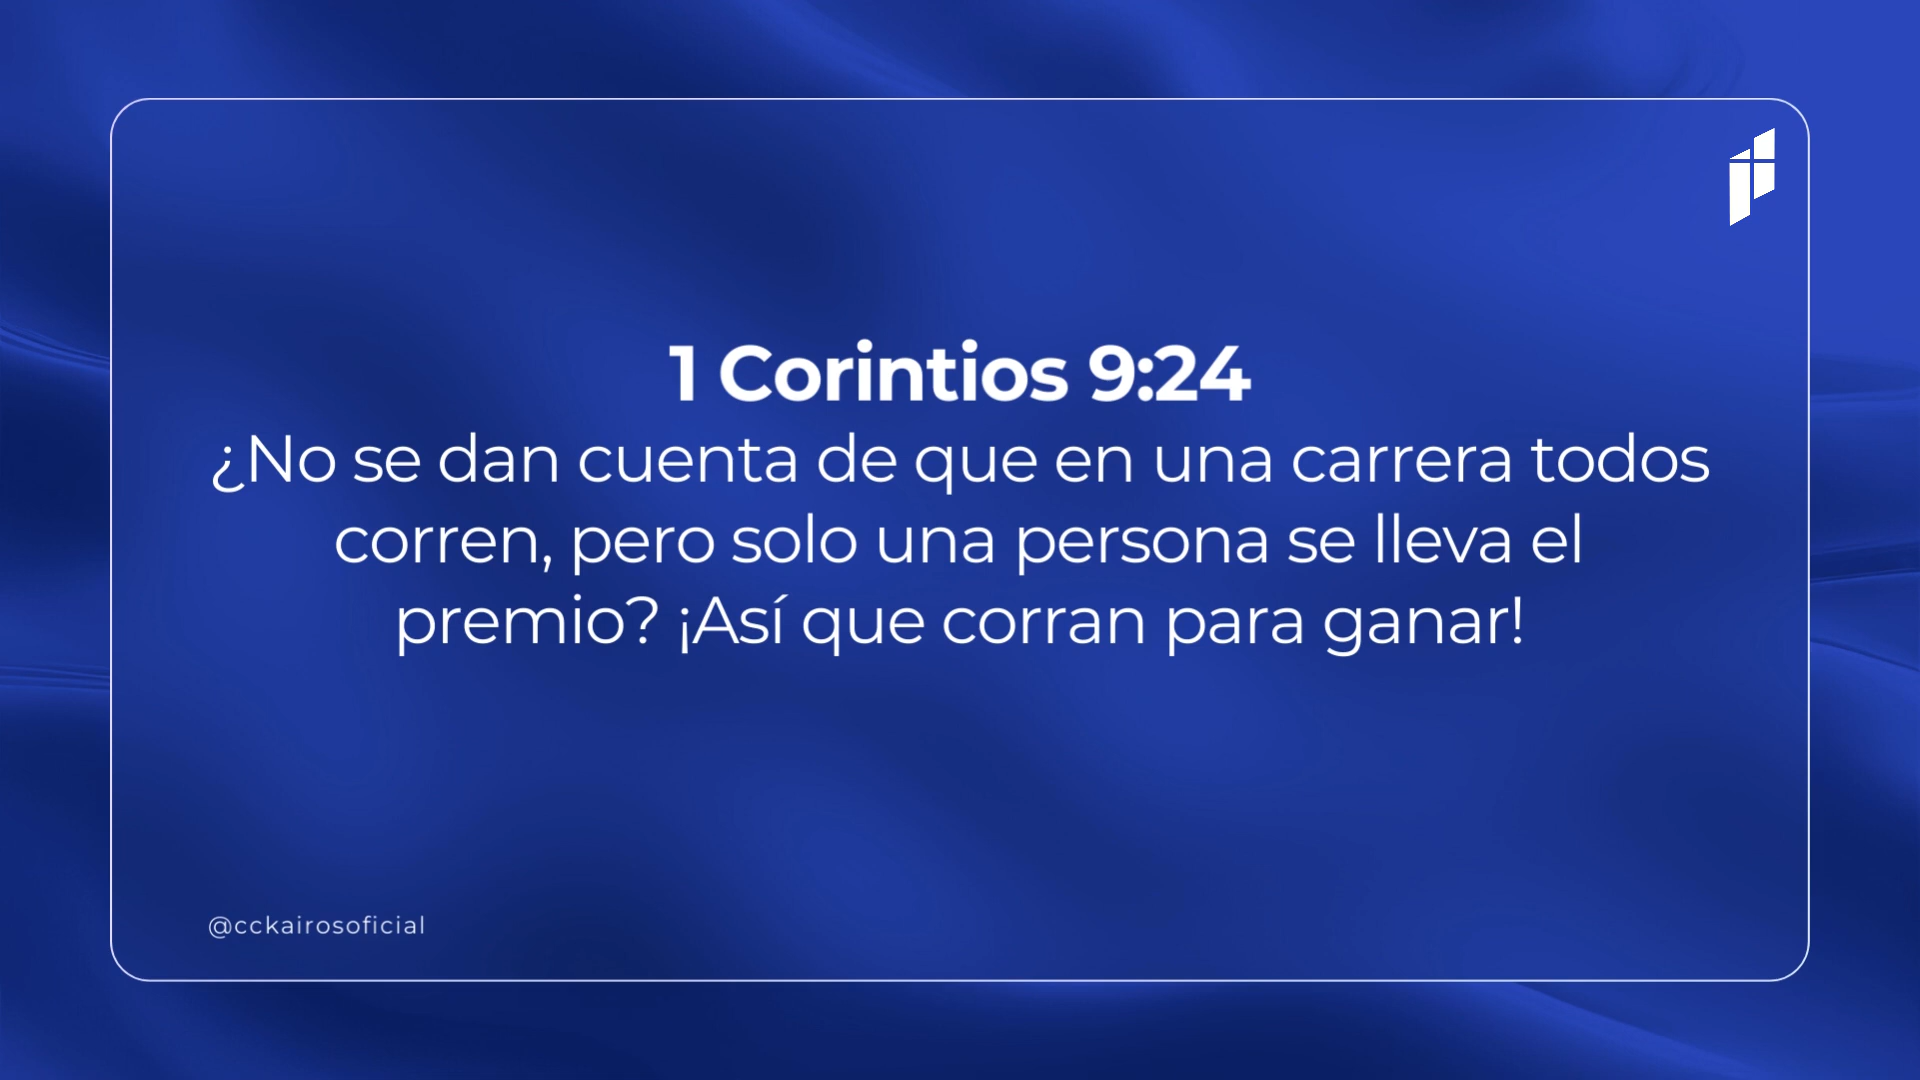 1 Corintios 9:24
¿No se dan cuenta de que en una carrera todos
corren, pero solo una persona se lleva el
premio? ¡Así que corran para ganar!
@cckairosoficial